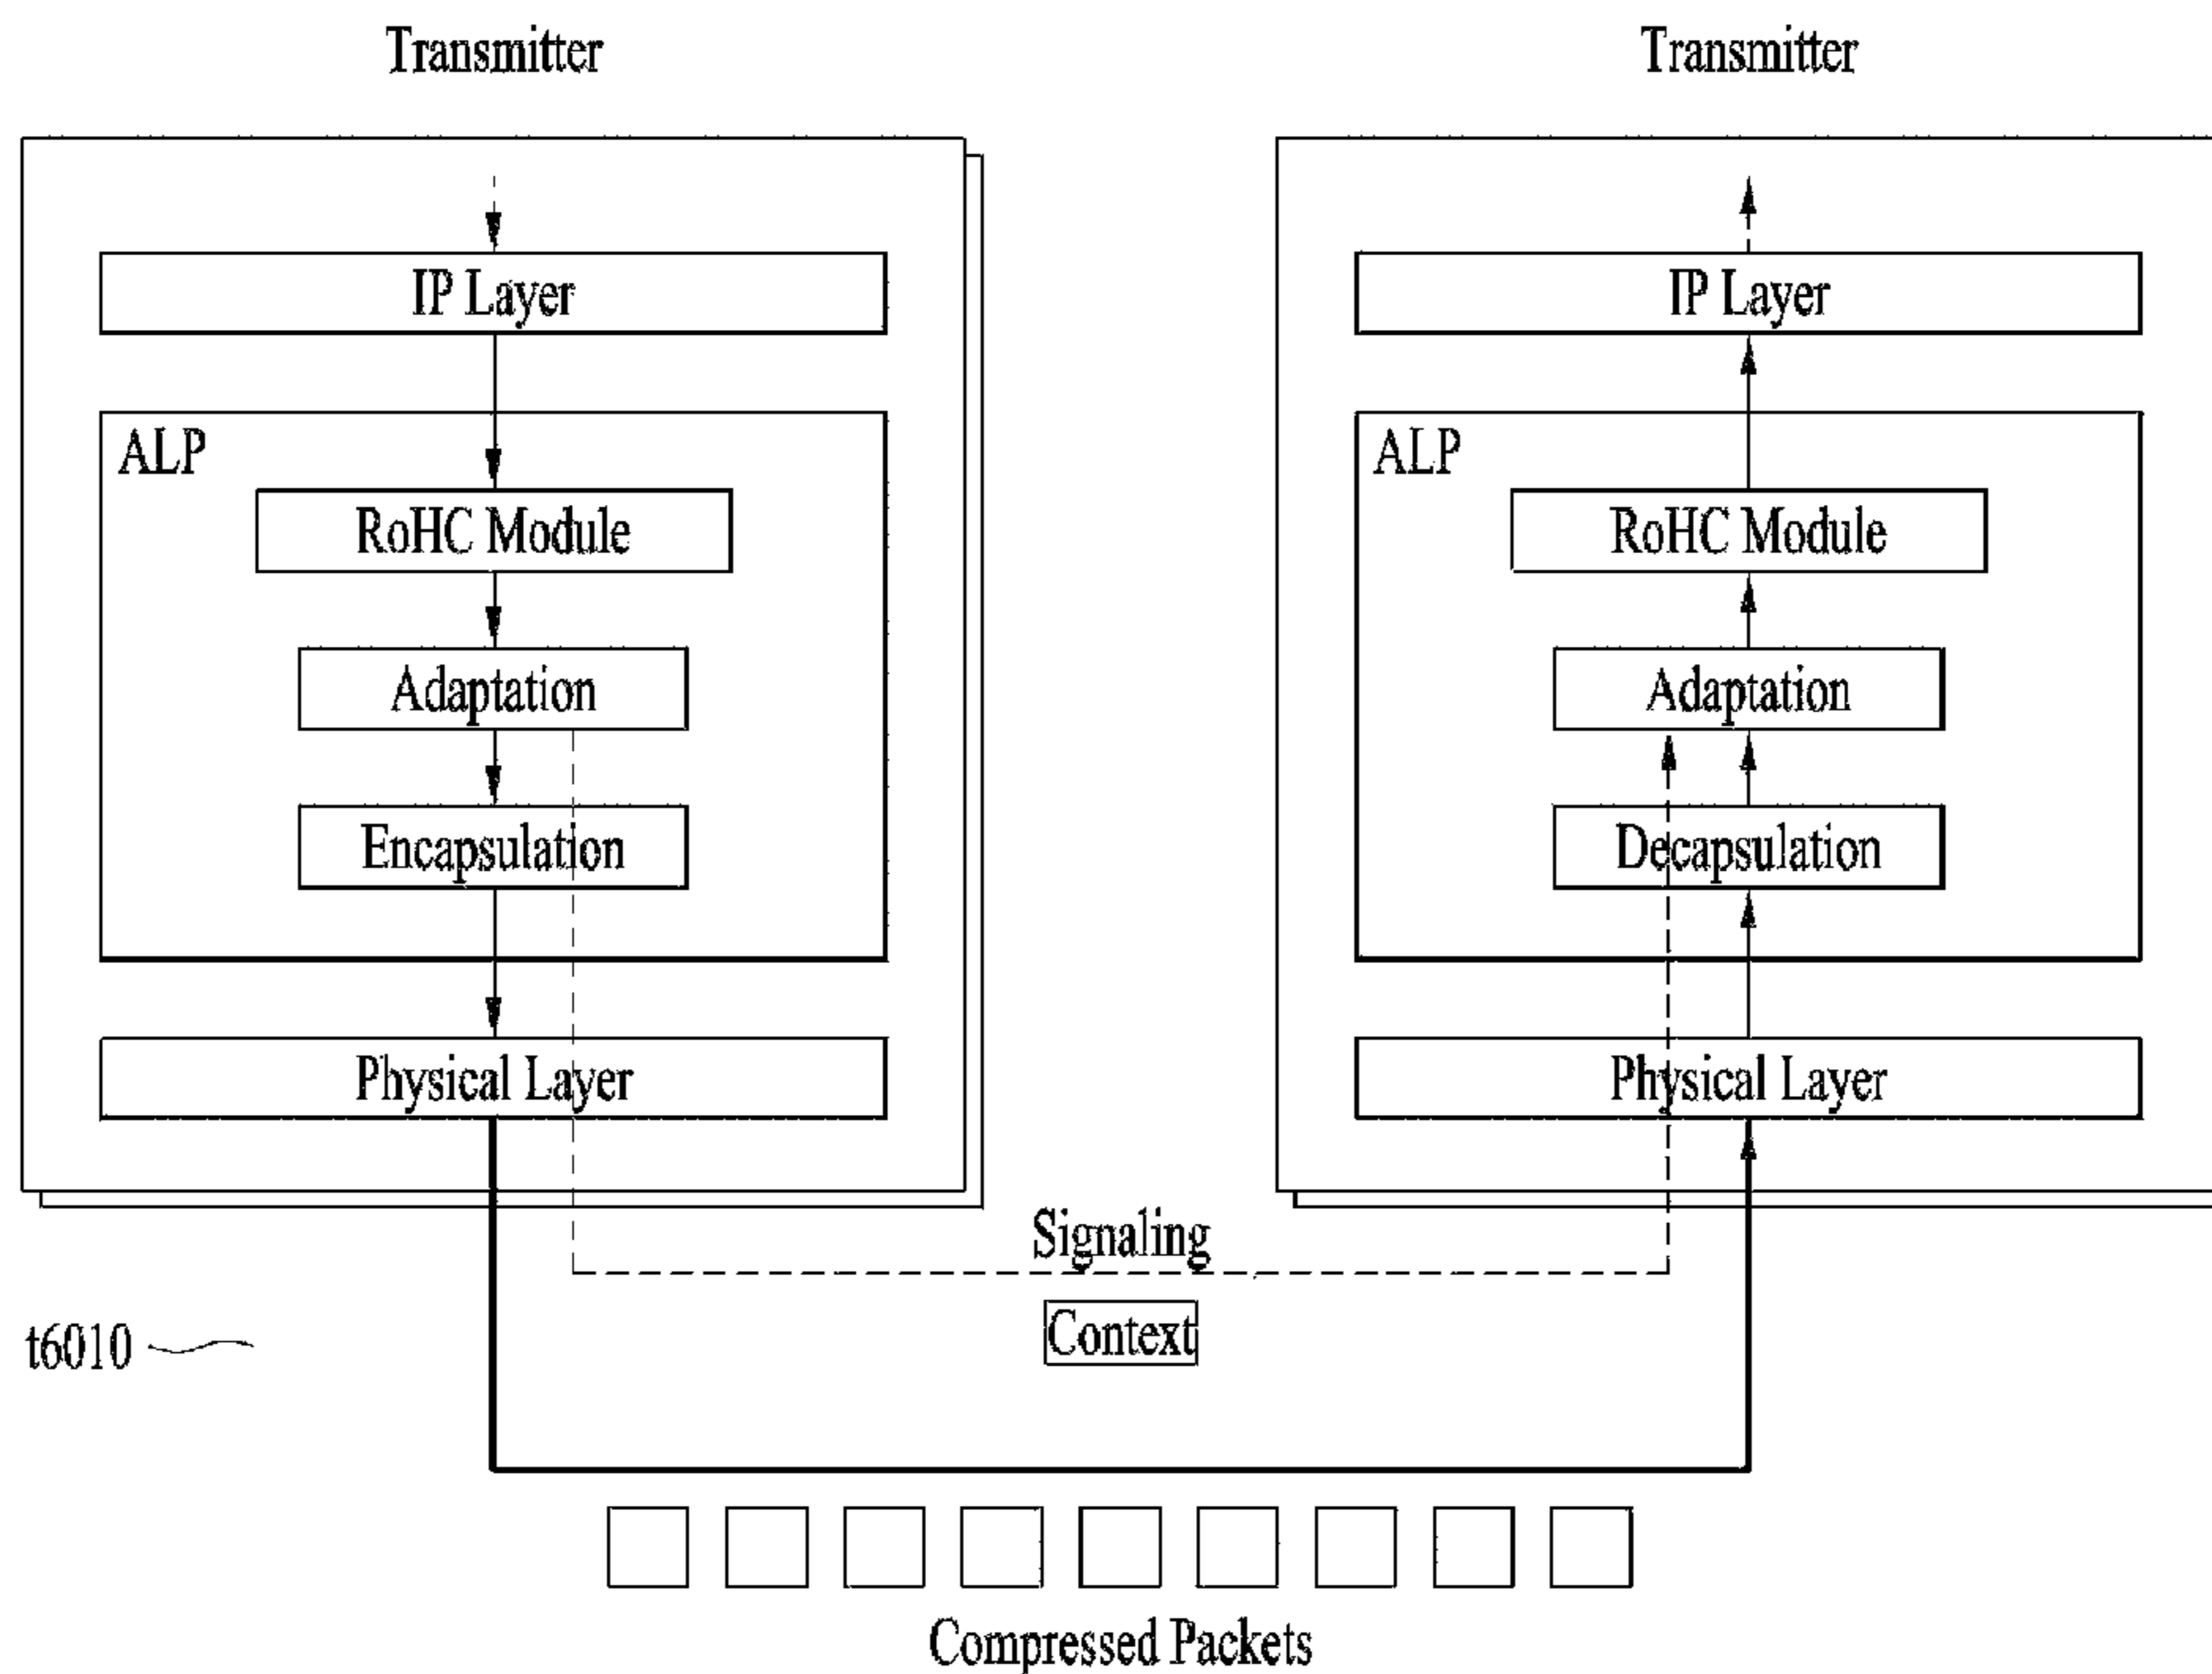 Transmitter
IP Layer
ALP
RoHC Module
Adaptation
Encapsulation
Physical Layer
Transmitter
IP Layer
ALP
RoHC Module
Adaptation
Decapsulation
Physical Layer
Signaling
Context
t6010
Compressed Packets